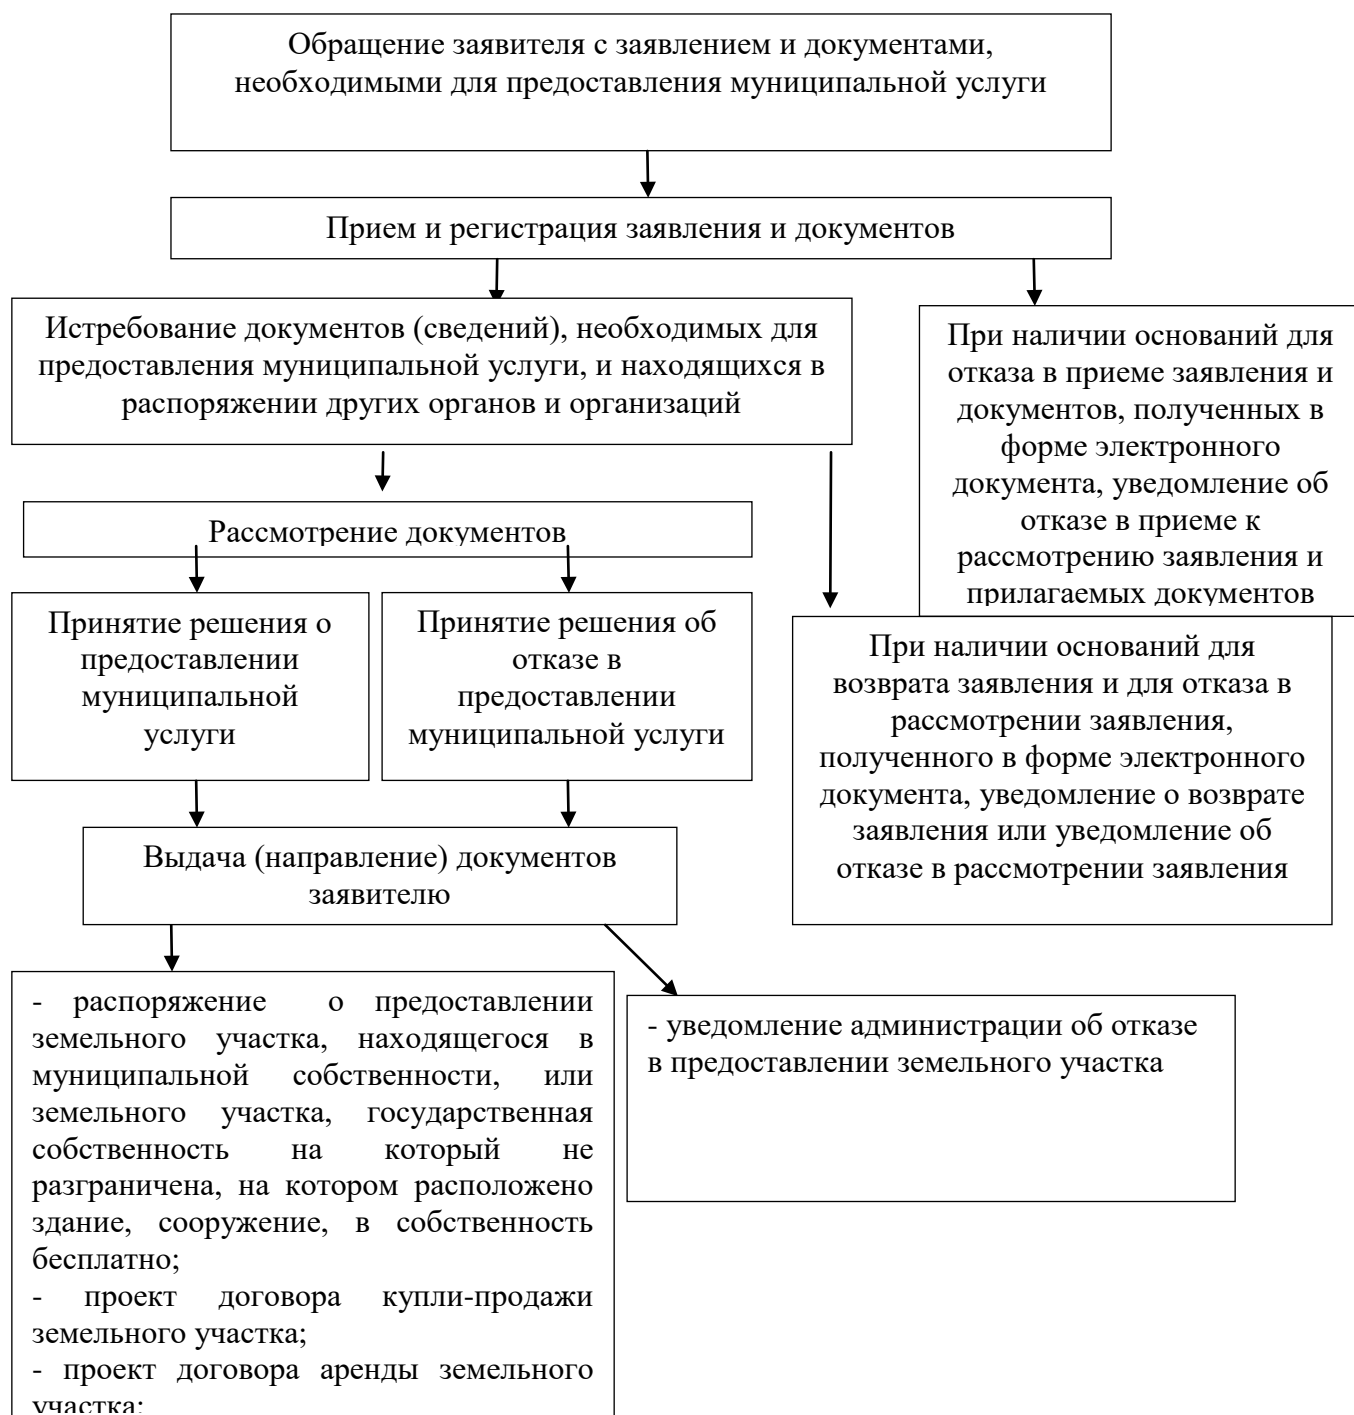 Обращение заявителя с заявлением и документами,
необходимыми для предоставления муниципальной услуги
Прием и регистрация заявления и документов
Истребование документов (сведений), необходимых для
предоставления муниципальной услуги, и находящихся в
распоряжении других органов и организаций
При наличии оснований для
отказа в приеме заявления и
документов, полученных в
форме электронного
документа, уведомление об
отказе в приеме к
рассмотрению заявления и
прилагаемых документов
Рассмотрение документов
Принятие решения о
предоставлении
муниципальной
услуги
Принятие решения об
отказе в
предоставлении
муниципальной услуги
При наличии оснований для
возврата заявления и для отказа в
рассмотрении заявления,
полученного в форме электронного
документа, уведомление о возврате
заявления или уведомление об
отказе в рассмотрении заявления
Выдача (направление) документов
заявителю
- распоряжение о предоставлении
земельного участка, находящегося в
муниципальной собственности, или
земельного участка, государственная
собственность на который не
разграничена, на котором расположено
здание, сооружение, в собственность
бесплатно;
- проект договора купли-продажи
земельного участка;
- проект договора аренды земельного
участка;
- уведомление администрации об отказе
в предоставлении земельного участка